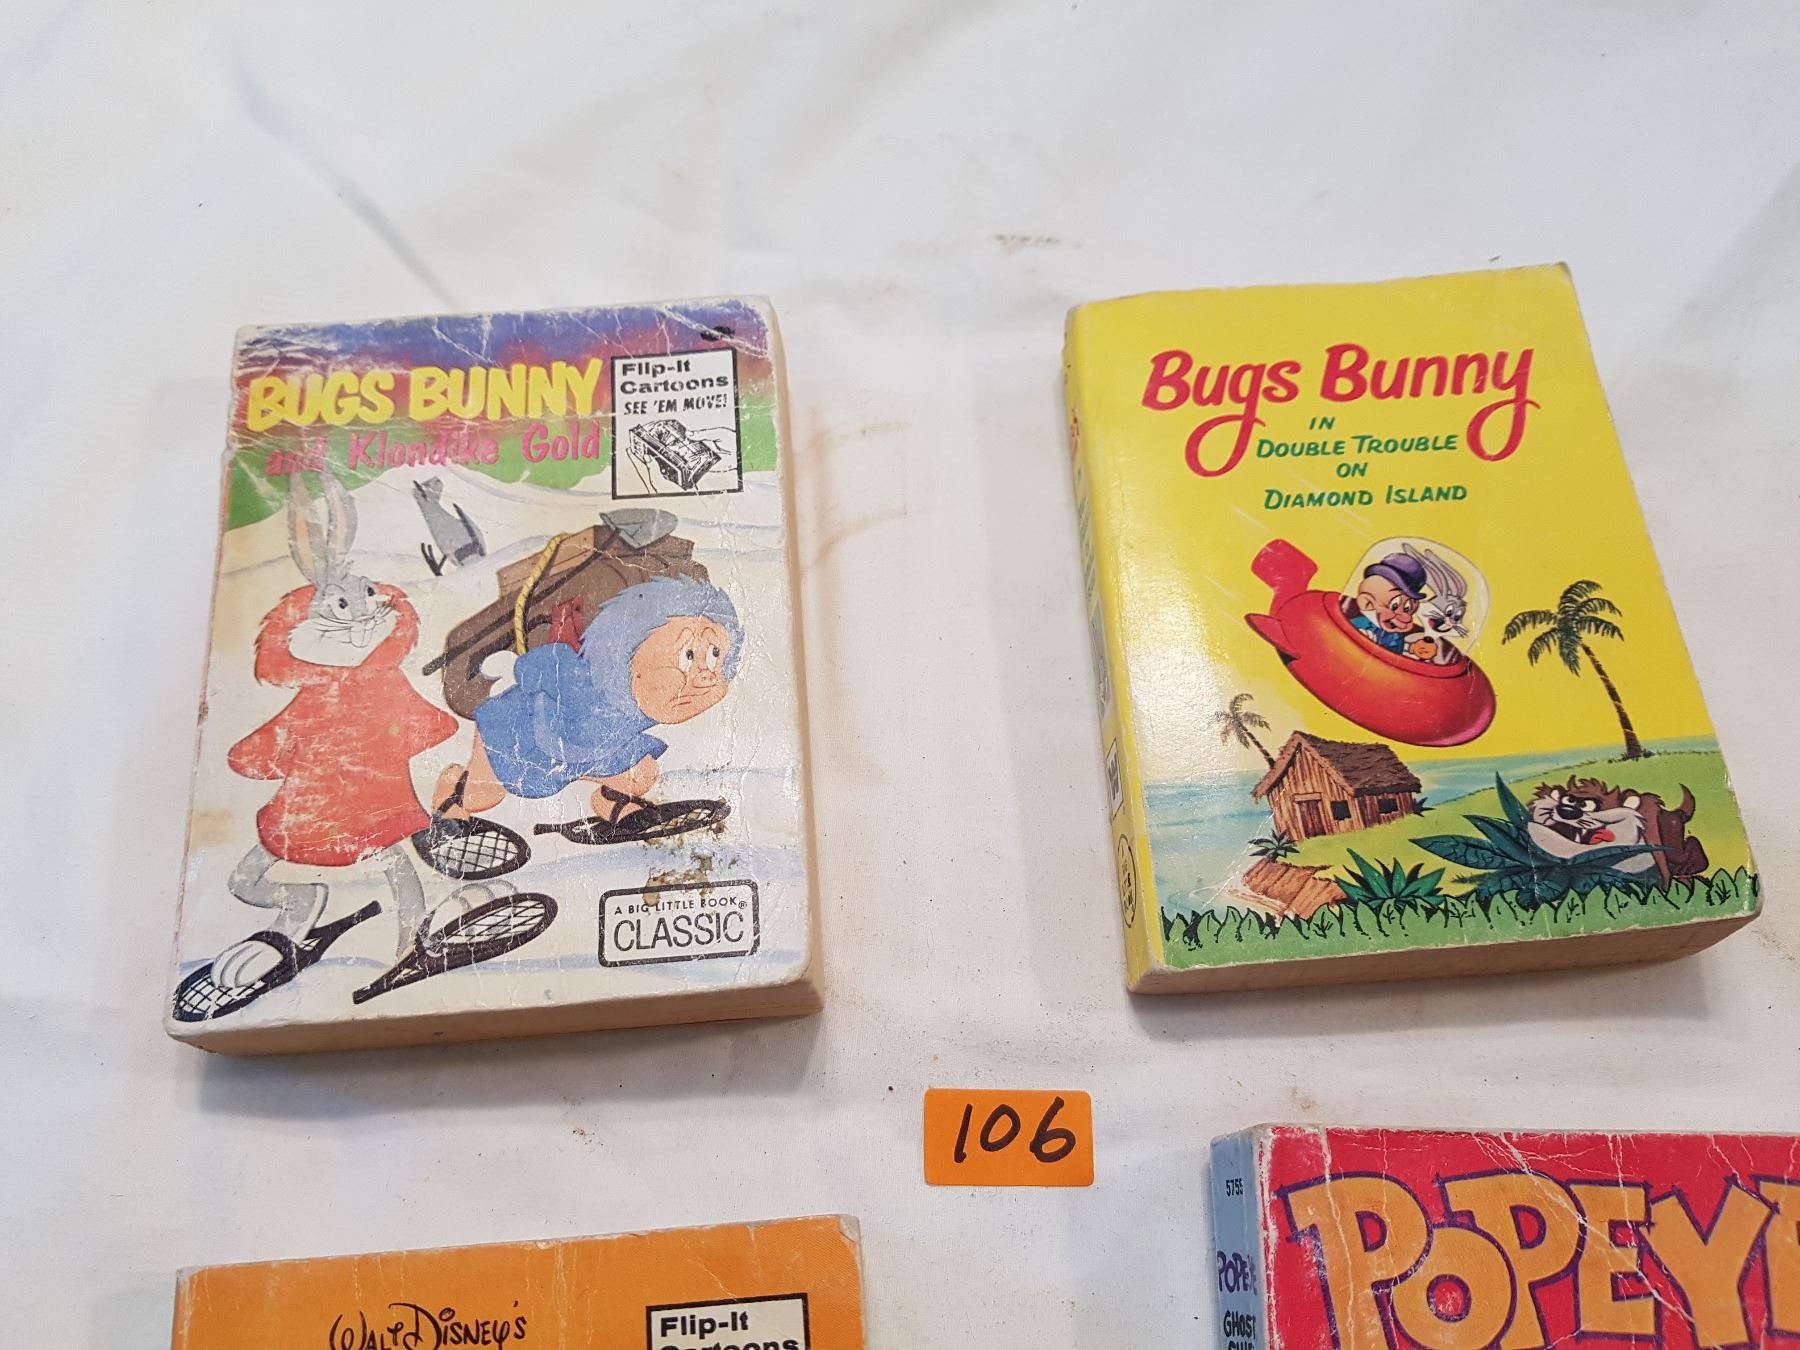 BUGS BUNNY
and Klondike Gold
Flip-It
Cartoons
SEE 'EM MOVE!
A BIG LITTLE BOOK®
CLASSIC
Bugs Bunny
IN
DOUBLE TROUBLE
ON
DIAMOND ISLAND
106
WALT DISNEY'S
Flip-It
Cartoons
5755
POPEYE
GHOST
POPEYE